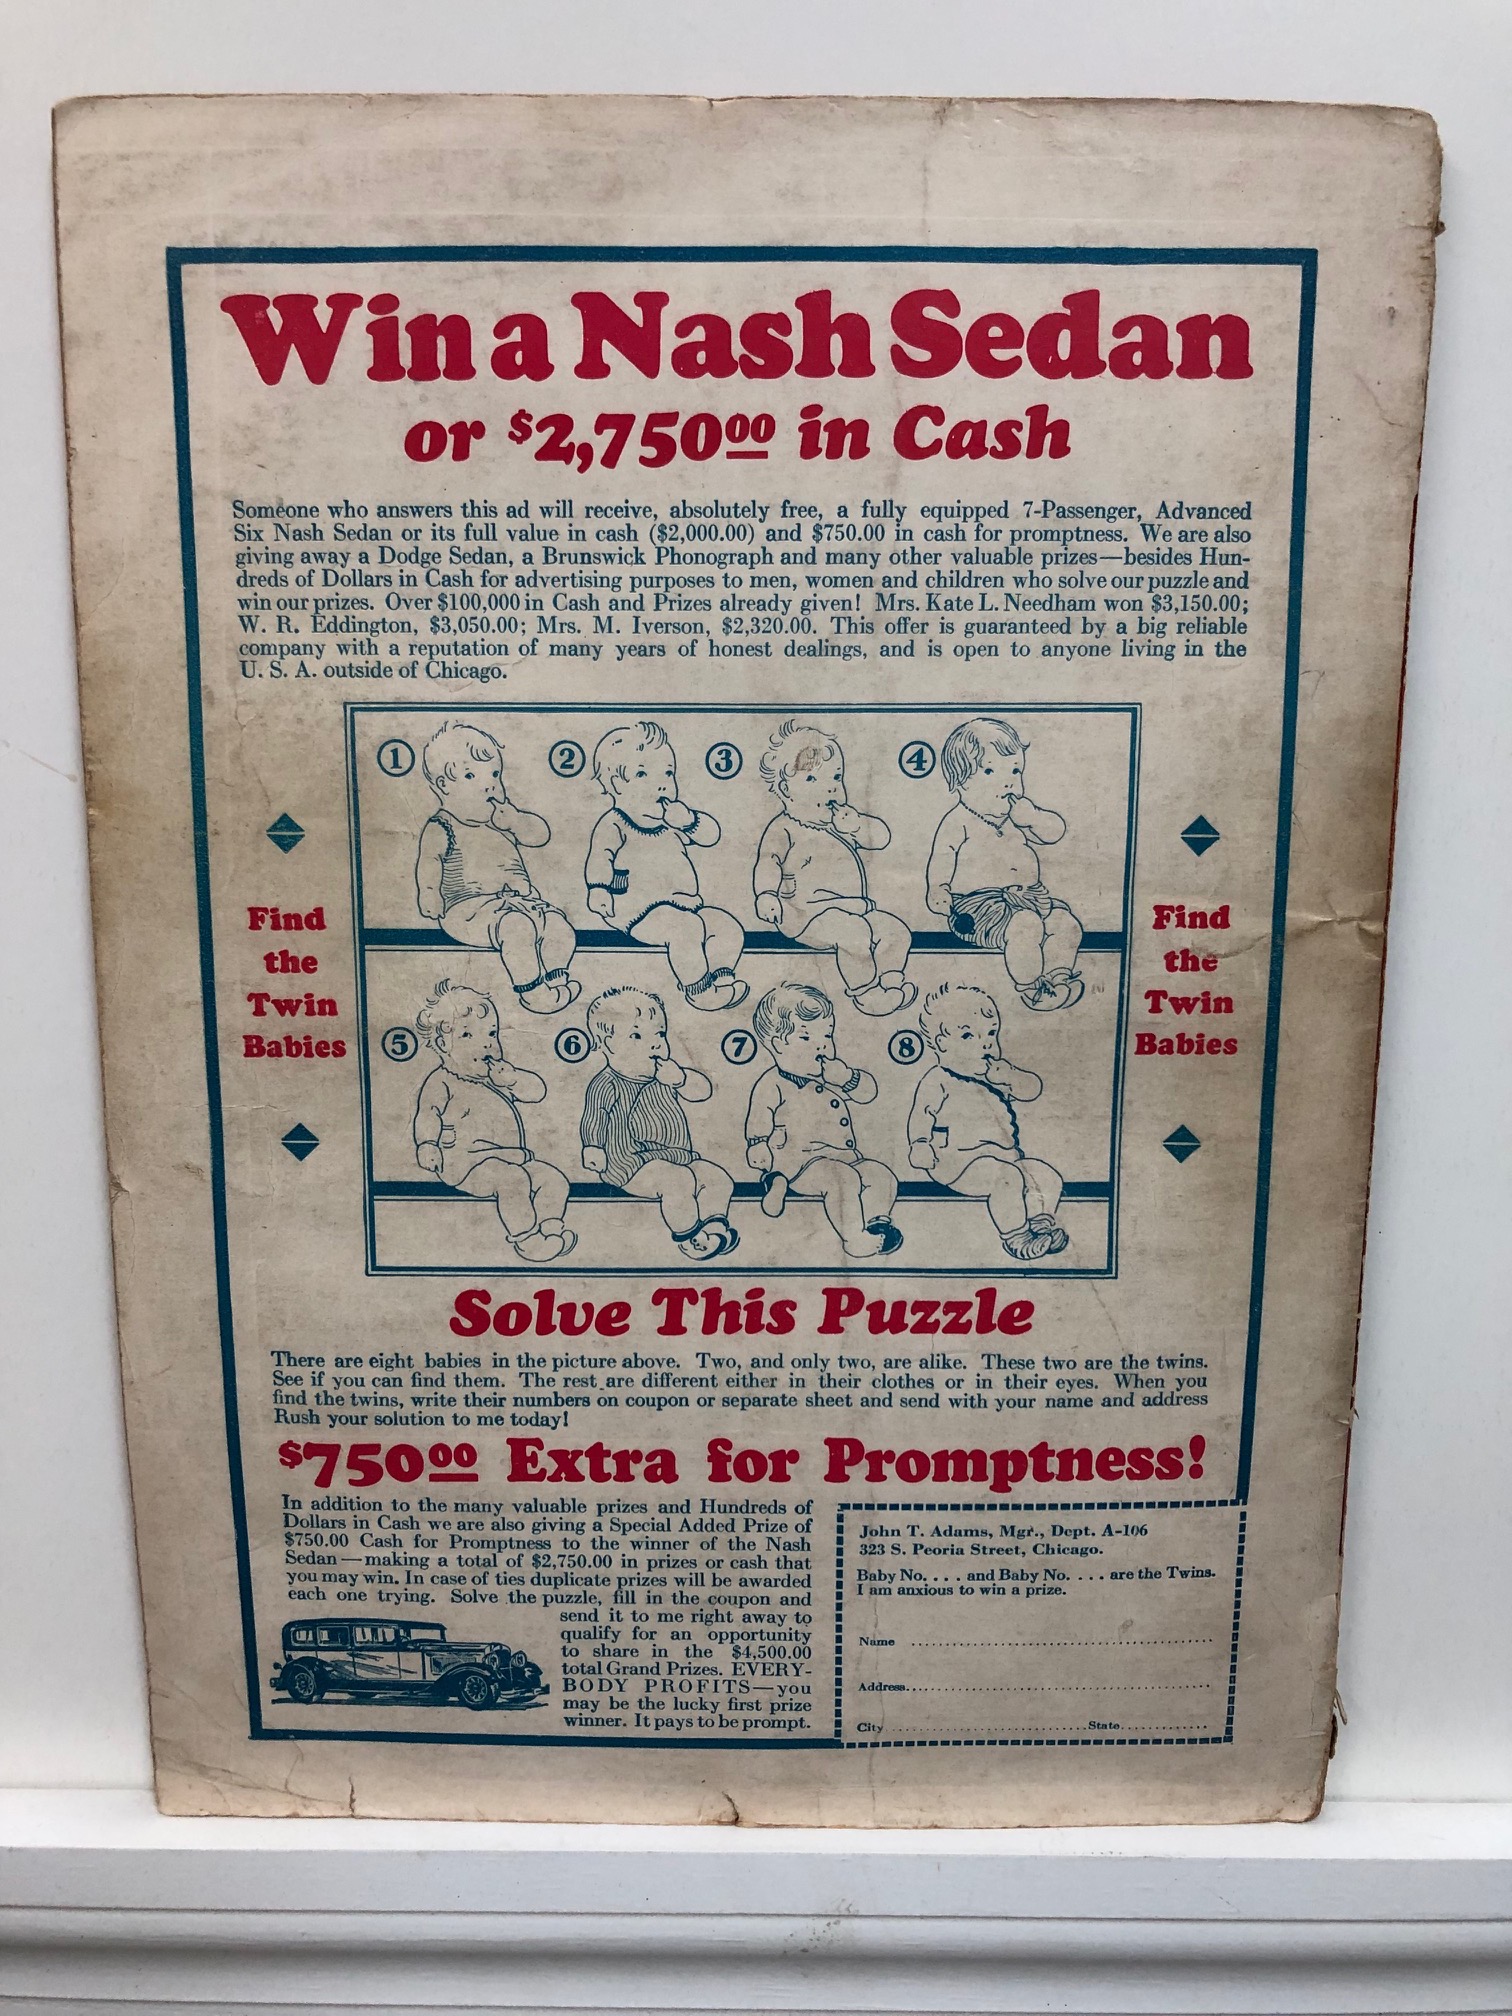 Win a Nash Sedan
or $2,750.00 in Cash
Someone who answers this ad will receive, absolutely free, a fully equipped 7-Passenger, Advanced
Six Nash Sedan or its full value in cash ($2,000.00) and $750.00 in cash for promptness. We are also
giving away a Dodge Sedan, a Brunswick Phonograph and many other valuable prizes—besides Hun-
dreds of Dollars in Cash for advertising purposes to men, women and children who solve our puzzle and
win our prizes. Over $100,000 in Cash and Prizes already given! Mrs. Kate L. Needham won $3,150.00;
W. R. Eddington, $3,050.00; Mrs. M. Iverson, $2,320.00. This offer is guaranteed by a big reliable
company with a reputation of many years of honest dealings, and is open to anyone living in the
U. S. A. outside of Chicago.
1 2 3 4
Find
the
Twin
Babies
5 6 7 8
Find
the
Twin
Babies
Solve This Puzzle
There are eight babies in the picture above. Two, and only two, are alike. These two are the twins.
See if you can find them. The rest are different either in their clothes or in their eyes. When you
find the twins, write their numbers on coupon or separate sheet and send with your name and address
Rush your solution to me today!
$750.00 Extra for Promptness!
In addition to the many valuable prizes and Hundreds of
Dollars in Cash we are also giving a Special Added Prize of
$750.00 Cash for Promptness to the winner of the Nash
Sedan—making a total of $2,750.00 in prizes or cash that
you may win. In case of ties duplicate prizes will be awarded
each one trying. Solve the puzzle, fill in the coupon and
send it to me right away to
qualify for an opportunity
to share in the $4,500.00
total Grand Prizes. EVERY-
BODY PROFITS—you
may be the lucky first prize
winner. It pays to be prompt.
John T. Adams, Mgr., Dept. A-106
323 S. Peoria Street, Chicago.
Baby No. . . . and Baby No. . . . are the Twins.
I am anxious to win a prize.
Name ........................................
Address........................................
City ..............................State..............